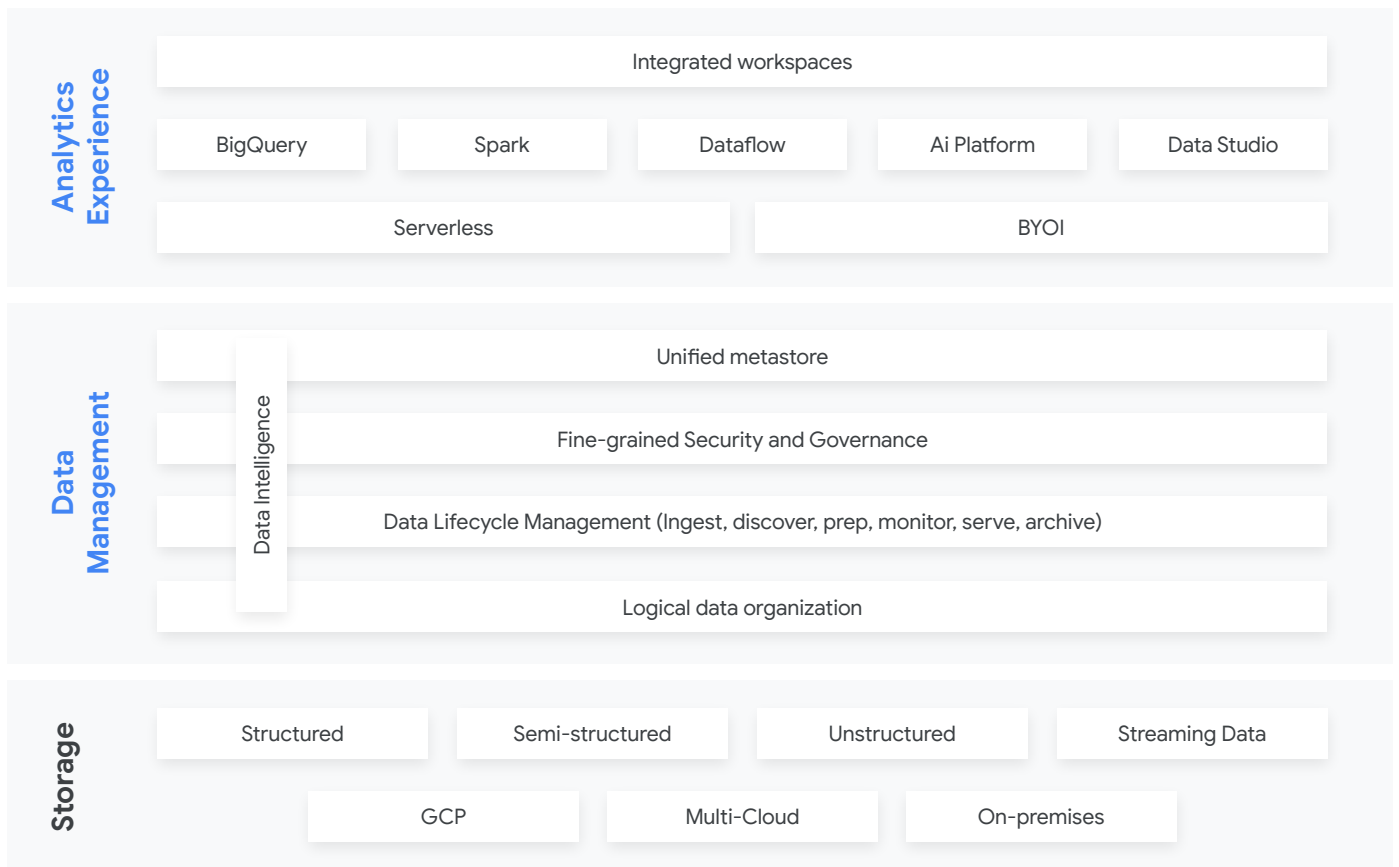 Analytics
Experience
Integrated workspaces
BigQuery
Spark
Dataflow
Ai Platform
Data Studio
Serverless
BYOI
Data
Management
Data Intelligence
Unified metastore
Fine-grained Security and Governance
Data Lifecycle Management (Ingest, discover, prep, monitor, serve, archive)
Logical data organization
Storage
Structured
Semi-structured
Unstructured
Streaming Data
GCP
Multi-Cloud
On-premises